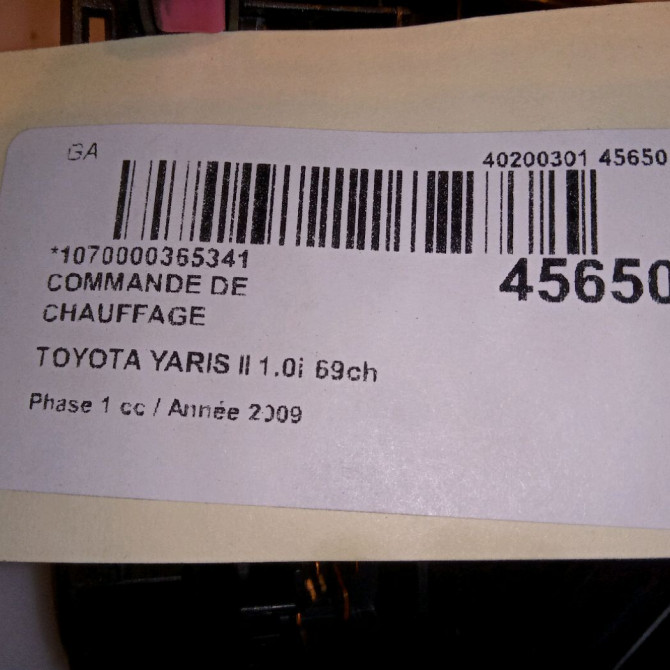 GA
40200301 45650
*1070000365341
45650
COMMANDE DE
CHAUFFAGE
TOYOTA YARIS II 1.0i 69ch
Phase 1 cc / Année 2009